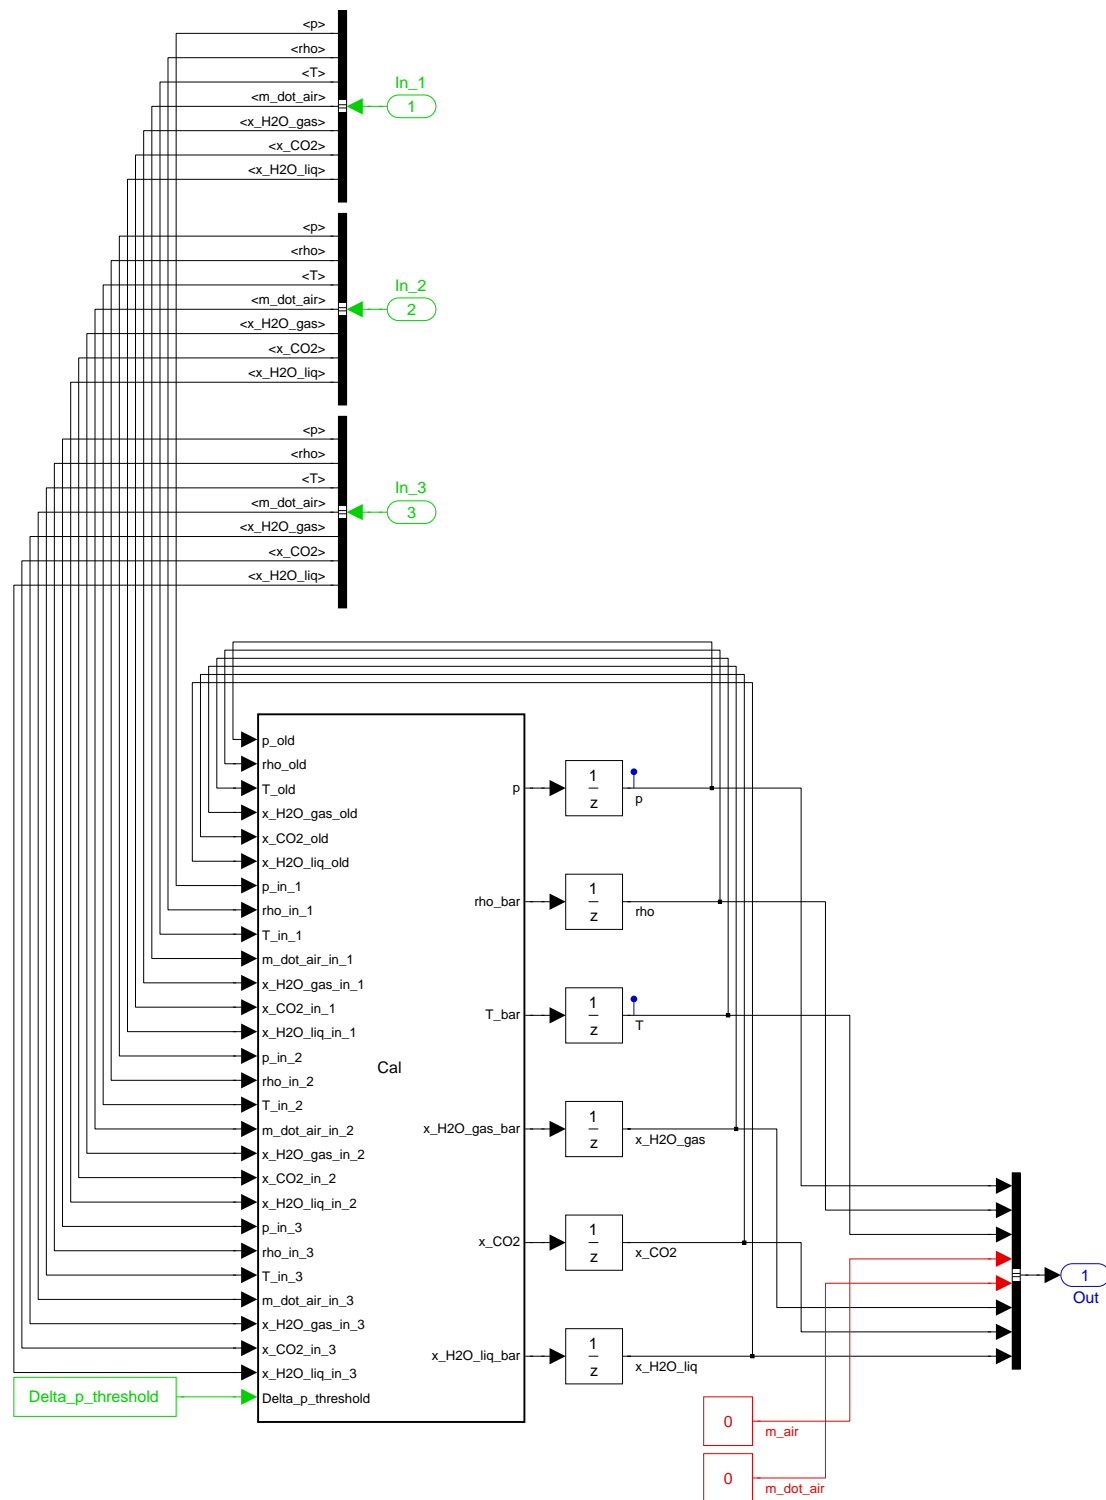 <p>
<rho>
<T>
<m_dot_air>
<x_H2O_gas>
<x_CO2>
<x_H2O_liq>
In_1
1
<p>
<rho>
<T>
<m_dot_air>
<x_H2O_gas>
<x_CO2>
<x_H2O_liq>
In_2
2
<p>
<rho>
<T>
<m_dot_air>
<x_H2O_gas>
<x_CO2>
<x_H2O_liq>
In_3
3
p_old
rho_old
T_old
x_H2O_gas_old
x_CO2_old
x_H2O_liq_old
p_in_1
rho_in_1
T_in_1
m_dot_air_in_1
x_H2O_gas_in_1
x_CO2_in_1
x_H2O_liq_in_1
p_in_2
rho_in_2
T_in_2
m_dot_air_in_2
x_H2O_gas_in_2
x_CO2_in_2
x_H2O_liq_in_2
p_in_3
rho_in_3
T_in_3
m_dot_air_in_3
x_H2O_gas_in_3
x_CO2_in_3
x_H2O_liq_in_3
Delta_p_threshold
Delta_p_threshold
Cal
p
rho_bar
T_bar
x_H2O_gas_bar
x_CO2
x_H2O_liq_bar
1
z
p
1
z
rho
1
z
T
1
z
x_H2O_gas
1
z
x_CO2
1
z
x_H2O_liq
0
m_air
0
m_dot_air
1
Out